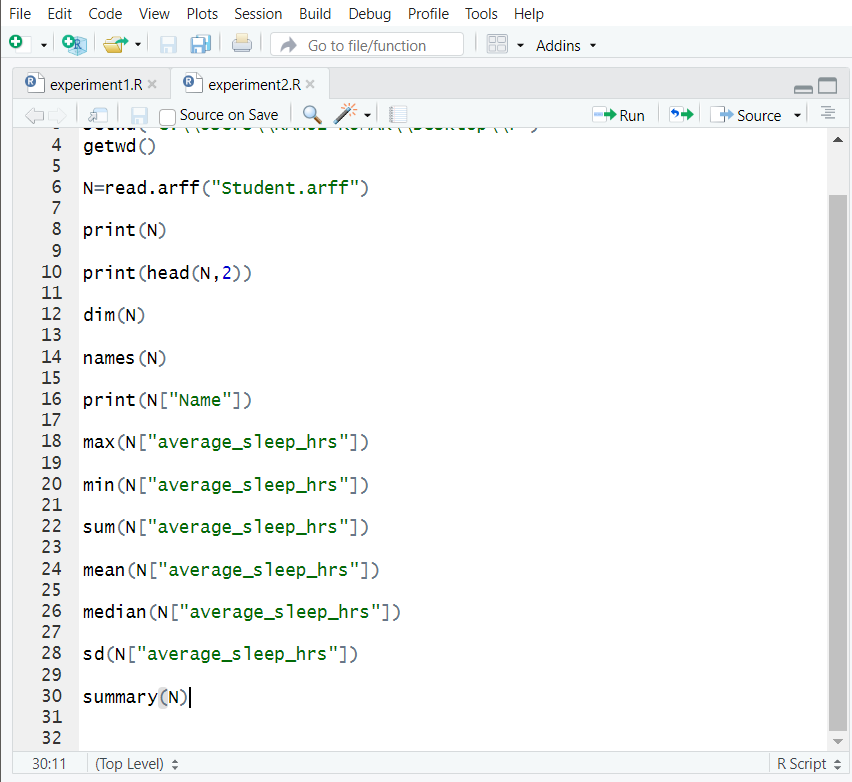 File Edit Code View Plots Session Build Debug Profile Tools Help
Go to file/function Addins
experiment1.R experiment2.R
Source on Save Run Source
4 getwd()
5
6 N=read.arff("Student.arff")
7
8 print(N)
9
10 print(head(N,2))
11
12 dim(N)
13
14 names(N)
15
16 print(N["Name"])
17
18 max(N["average_sleep_hrs"])
19
20 min(N["average_sleep_hrs"])
21
22 sum(N["average_sleep_hrs"])
23
24 mean(N["average_sleep_hrs"])
25
26 median(N["average_sleep_hrs"])
27
28 sd(N["average_sleep_hrs"])
29
30 summary(N)
31
32
30:11 (Top Level) R Script